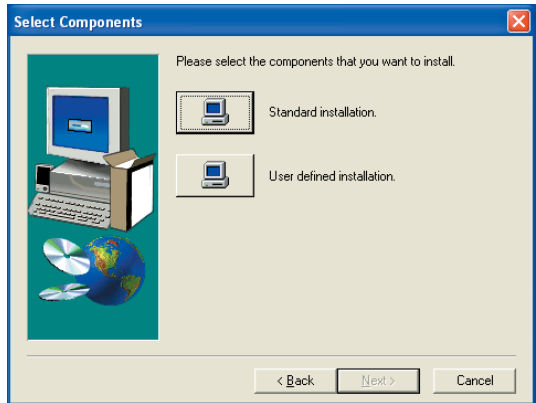 Select Components
Please select the components that you want to install.
Standard installation.
User defined installation.
< Back
Next >
Cancel